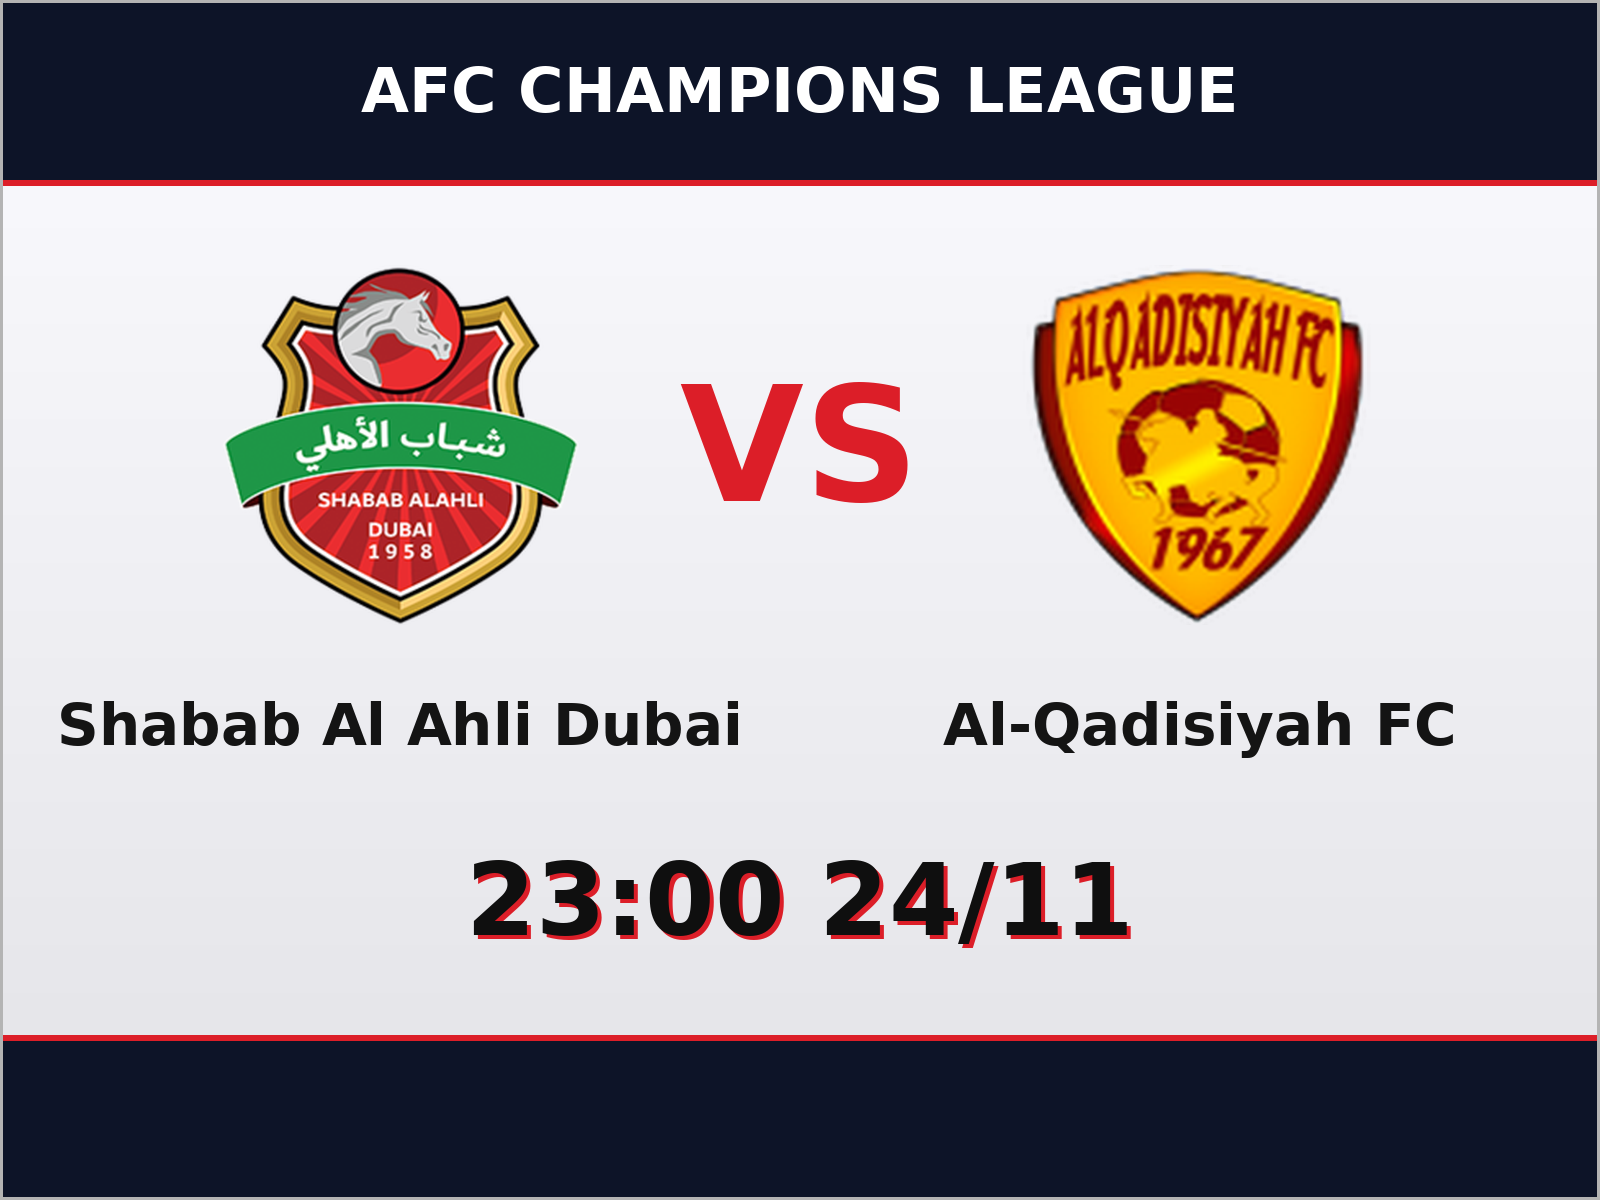 AFC CHAMPIONS LEAGUE
شباب الأهلي
SHABAB ALAHLI
DUBAI
1958
VS
ALQADISIYAH FC
1967
Shabab Al Ahli Dubai
Al-Qadisiyah FC
23:00 24/11